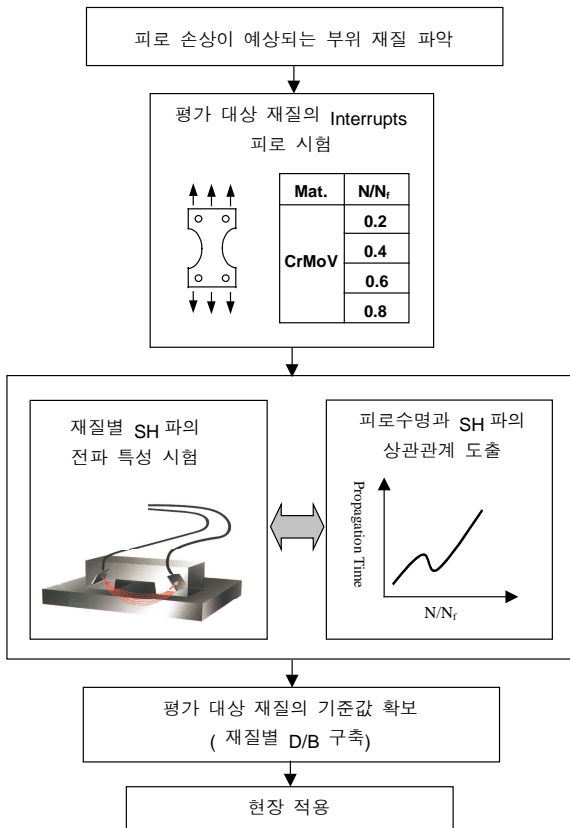 피로 손상이 예상되는 부위 재질 파악
평가 대상 재질의 Interrupts
피로 시험
Mat. N/Nf
CrMoV
0.2
0.4
0.6
0.8
재질별 SH 파의
전파 특성 시험
피로수명과 SH 파의
상관관계 도출
Propagation Time
N/Nf
평가 대상 재질의 기준값 확보
( 재질별 D/B 구축)
현장 적용